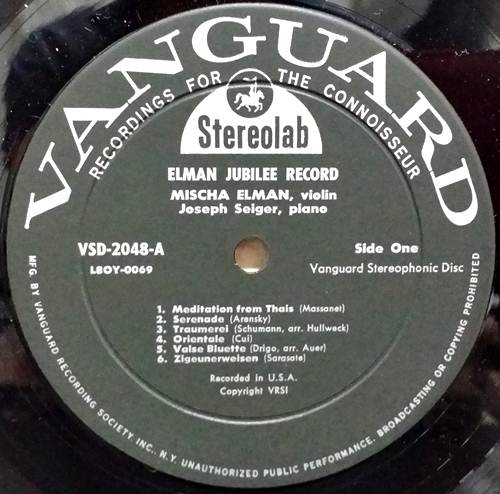 VANGUARD
RECORDINGS FOR THE CONNOISSEUR
Stereolab
ELMAN JUBILEE RECORD
MISCHA ELMAN, violin
Joseph Seiger, piano
VSD-2048-A
Side One
L8OY-0069
Vanguard Stereophonic Disc
1. Meditation from Thais (Massanet)
2. Serenade (Arensky)
3. Traumerei (Schumann, arr. Hullweck)
4. Orientale (Cui)
5. Valse Bluette (Drigo, arr. Auer)
6. Zigeunerweisen (Sarasate)
Recorded in U.S.A.
Copyright VRSI
MFG. BY VANGUARD RECORDING SOCIETY INC., N.Y. UNAUTHORIZED PUBLIC PERFORMANCE, BROADCASTING OR COPYING PROHIBITED